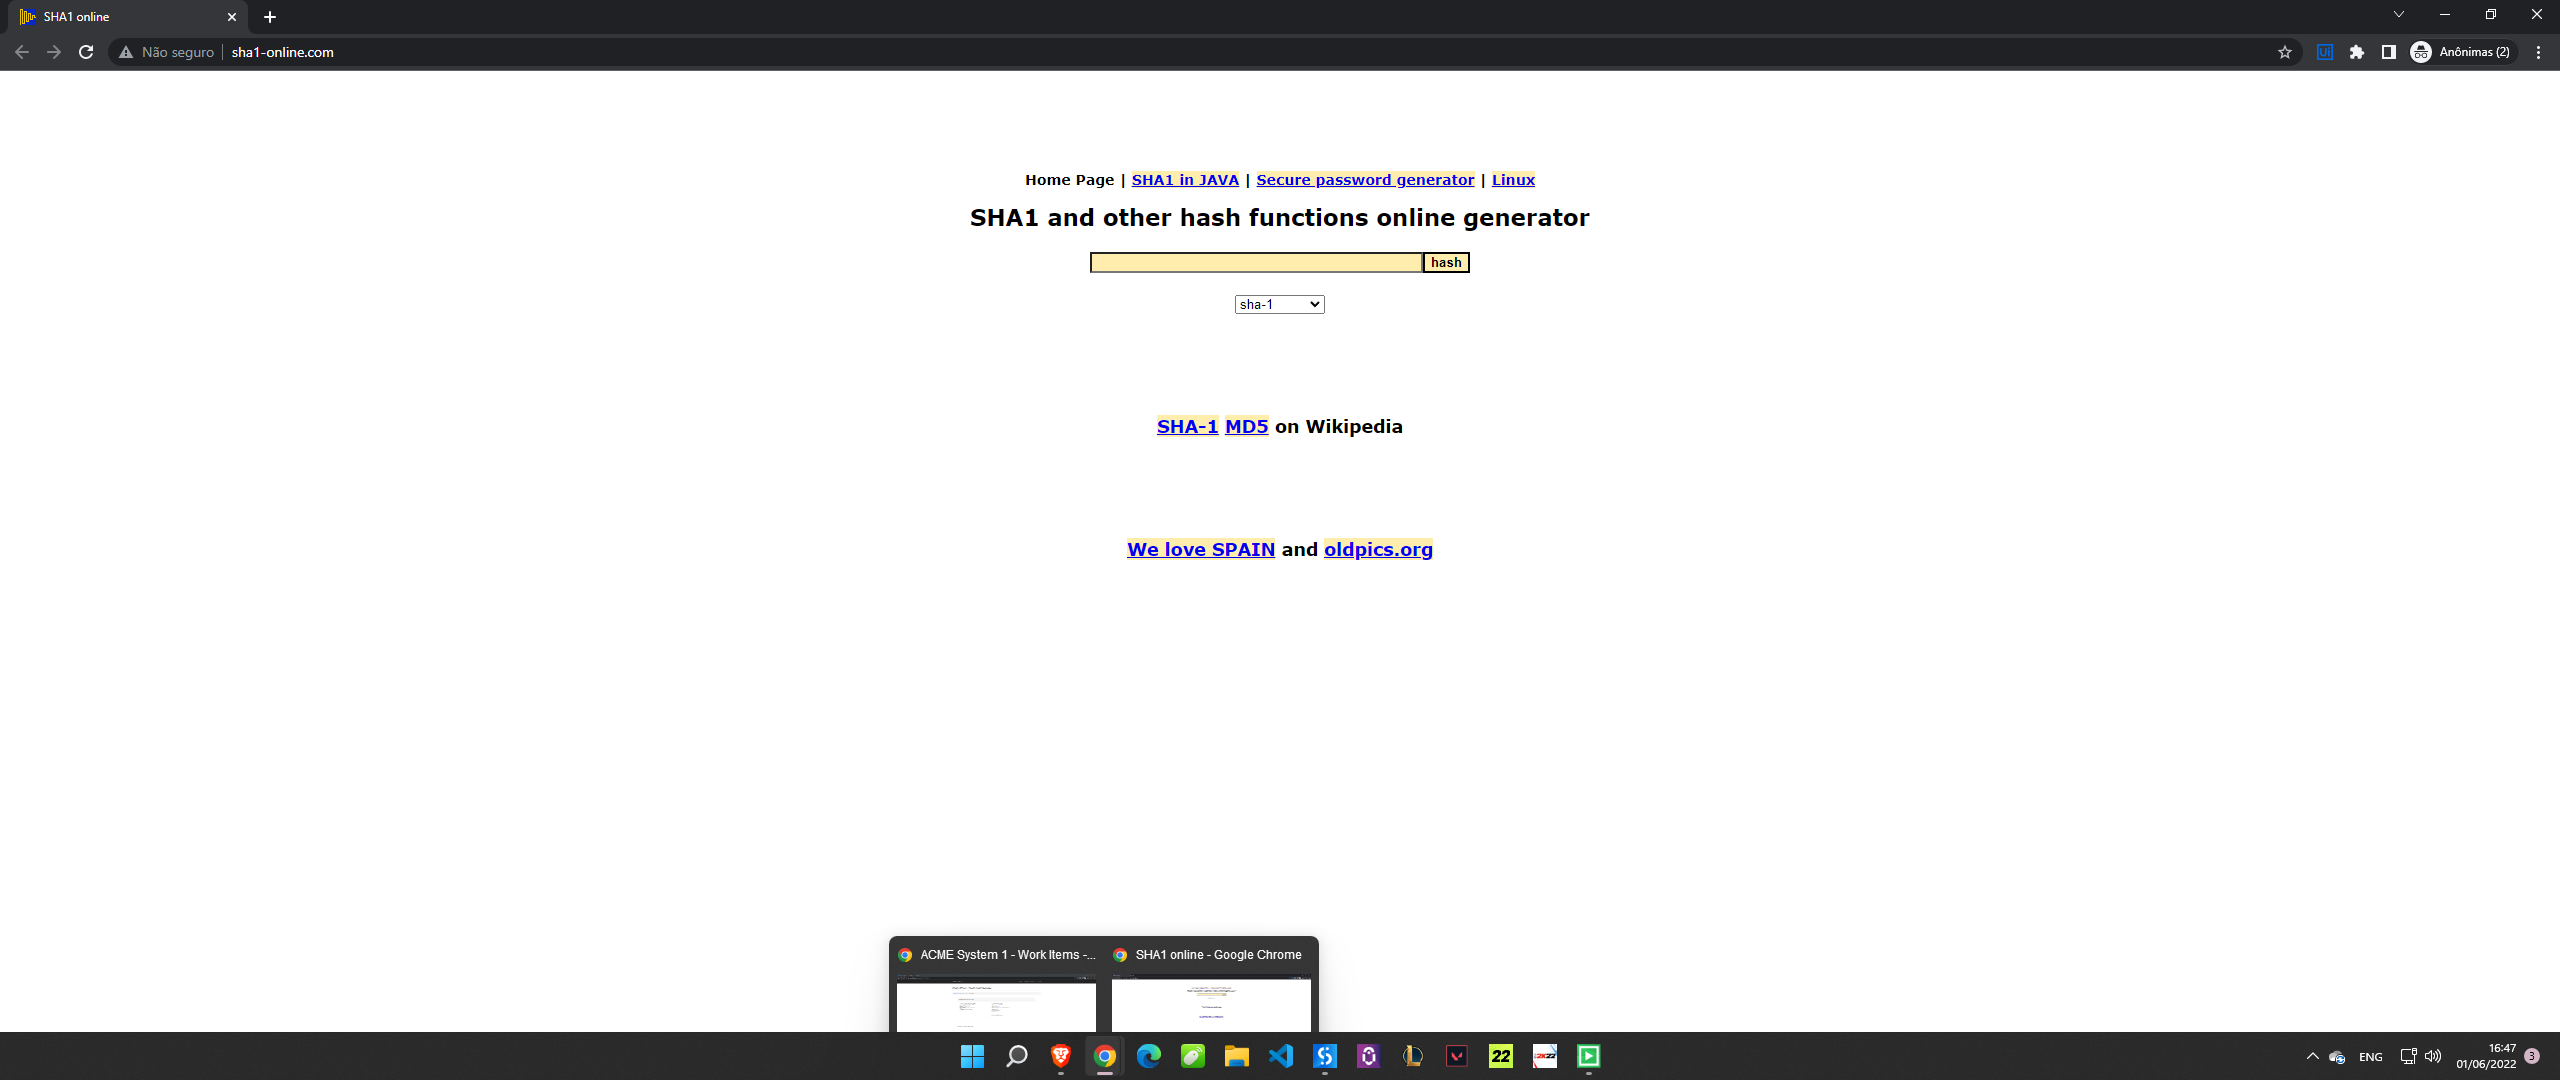 SHA1 online
Não seguro | sha1-online.com
Anônimas (2)
Home Page | SHA1 in JAVA | Secure password generator | Linux
SHA1 and other hash functions online generator
hash
sha-1
SHA-1 MD5 on Wikipedia
We love SPAIN and oldpics.org
ACME System 1 - Work Items -...
SHA1 online - Google Chrome
22
2K22
ENG
16:47
01/06/2022
3